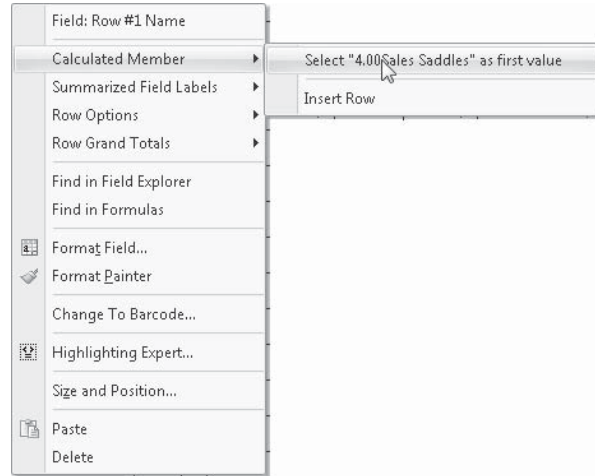 Field: Row #1 Name
Calculated Member
Select "4.00Sales Saddles" as first value
Insert Row
Summarized Field Labels
Row Options
Row Grand Totals
Find in Field Explorer
Find in Formulas
Format Field...
Format Painter
Change To Barcode...
Highlighting Expert...
Size and Position...
Paste
Delete